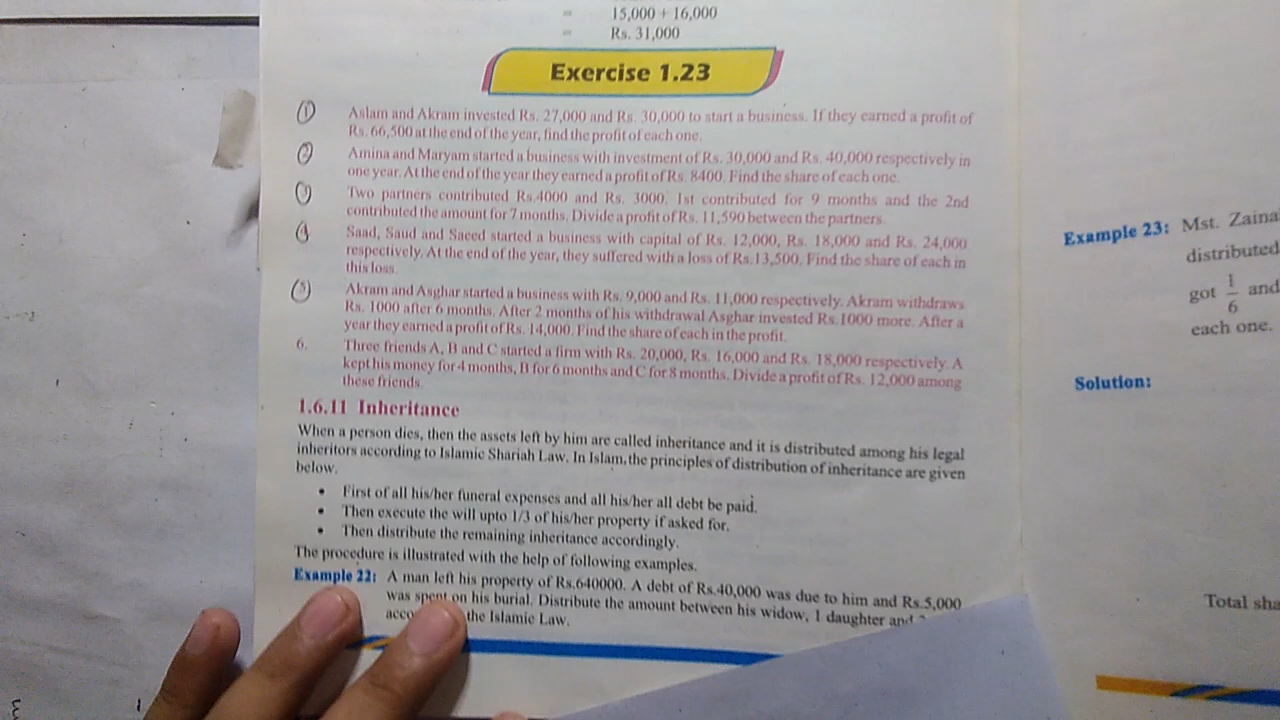 = 15,000 + 16,000
= Rs. 31,000
Exercise 1.23
(1) Aslam and Akram invested Rs. 27,000 and Rs. 30,000 to start a business. If they earned a profit of
Rs. 66,500 at the end of the year, find the profit of each one.
(2) Amina and Maryam started a business with investment of Rs. 30,000 and Rs. 40,000 respectively in
one year. At the end of the year they earned a profit of Rs 8400. Find the share of each one.
(3) Two partners contributed Rs.4000 and Rs. 3000. 1st contributed for 9 months and the 2nd
contributed the amount for 7 months. Divide a profit of Rs. 11,590 between the partners.
(4) Saad, Saud and Saeed started a business with capital of Rs. 12,000, Rs. 18,000 and Rs. 24,000
respectively. At the end of the year, they suffered with a loss of Rs.13,500. Find the share of each in
this loss.
(5) Akram and Asghar started a business with Rs. 9,000 and Rs. 11,000 respectively. Akram withdraws
Rs. 1000 after 6 months. After 2 months of his withdrawal Asghar invested Rs.1000 more. After a
year they earned a profit of Rs. 14,000. Find the share of each in the profit.
6. Three friends A, B and C started a firm with Rs. 20,000, Rs. 16,000 and Rs. 18,000 respectively. A
kept his money for 4 months, B for 6 months and C for 8 months. Divide a profit of Rs. 12,000 among
these friends.
1.6.11 Inheritance
When a person dies, then the assets left by him are called inheritance and it is distributed among his legal
inheritors according to Islamic Shariah Law. In Islam, the principles of distribution of inheritance are given
below.
• First of all his/her funeral expenses and all his/her all debt be paid.
• Then execute the will upto 1/3 of his/her property if asked for.
• Then distribute the remaining inheritance accordingly.
The procedure is illustrated with the help of following examples.
Example 22: A man left his property of Rs.640000. A debt of Rs.40,000 was due to him and Rs.5,000
was spent on his burial. Distribute the amount between his widow, 1 daughter and
acco the Islamic Law.
Example 23: Mst. Zaina
distributed
got 1/6 and
each one.
Solution:
Total sha